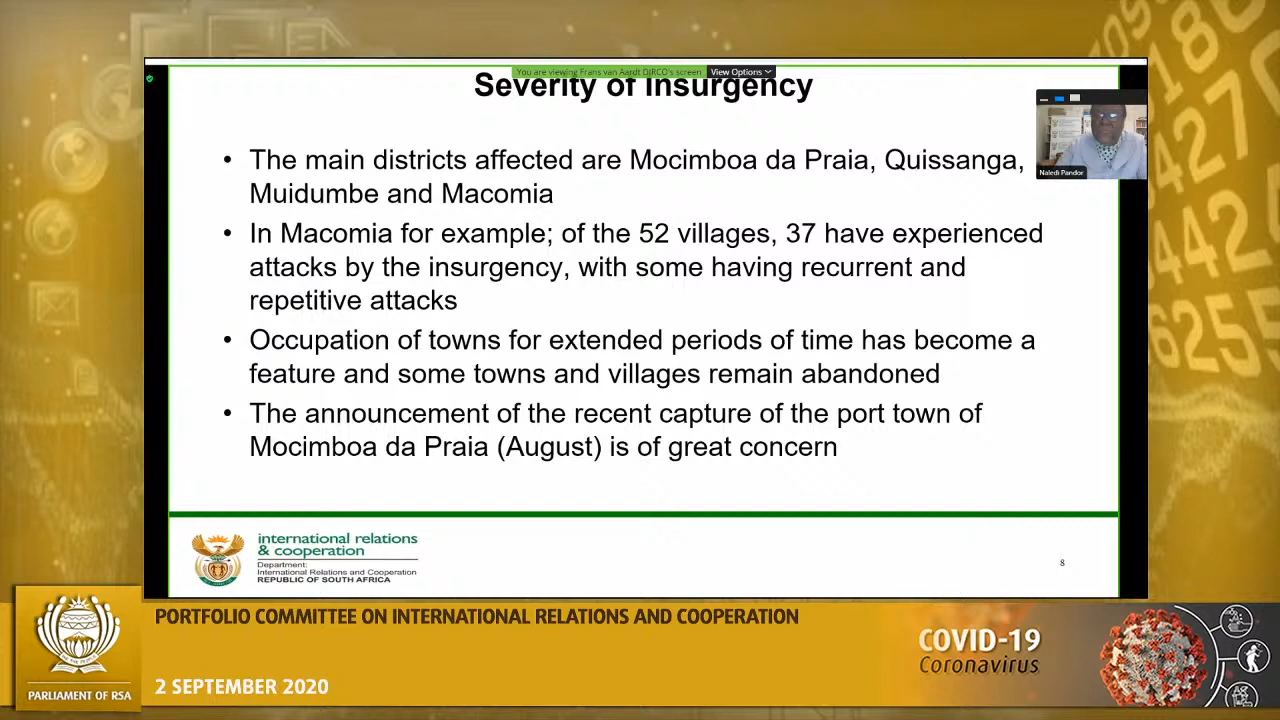 You are viewing Frans van Aardt DIRCO's screen
View Options
Severity of Insurgency
Naledi Pandor
• The main districts affected are Mocimboa da Praia, Quissanga,
Muidumbe and Macomia
• In Macomia for example; of the 52 villages, 37 have experienced
attacks by the insurgency, with some having recurrent and
repetitive attacks
• Occupation of towns for extended periods of time has become a
feature and some towns and villages remain abandoned
• The announcement of the recent capture of the port town of
Mocimboa da Praia (August) is of great concern
international relations
& cooperation
Department:
International Relations and Cooperation
REPUBLIC OF SOUTH AFRICA
8
PORTFOLIO COMMITTEE ON INTERNATIONAL RELATIONS AND COOPERATION
COVID-19
Coronavirus
PARLIAMENT OF RSA
2 SEPTEMBER 2020